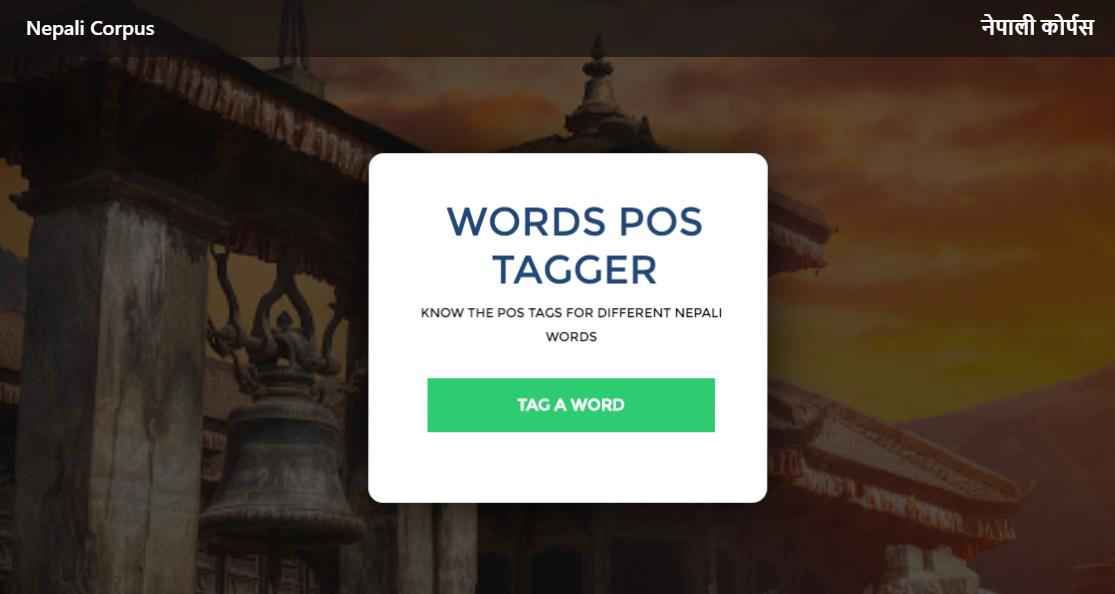 Nepali Corpus
नेपाली कोर्पस
WORDS POS
TAGGER
KNOW THE POS TAGS FOR DIFFERENT NEPALI
WORDS
TAG A WORD